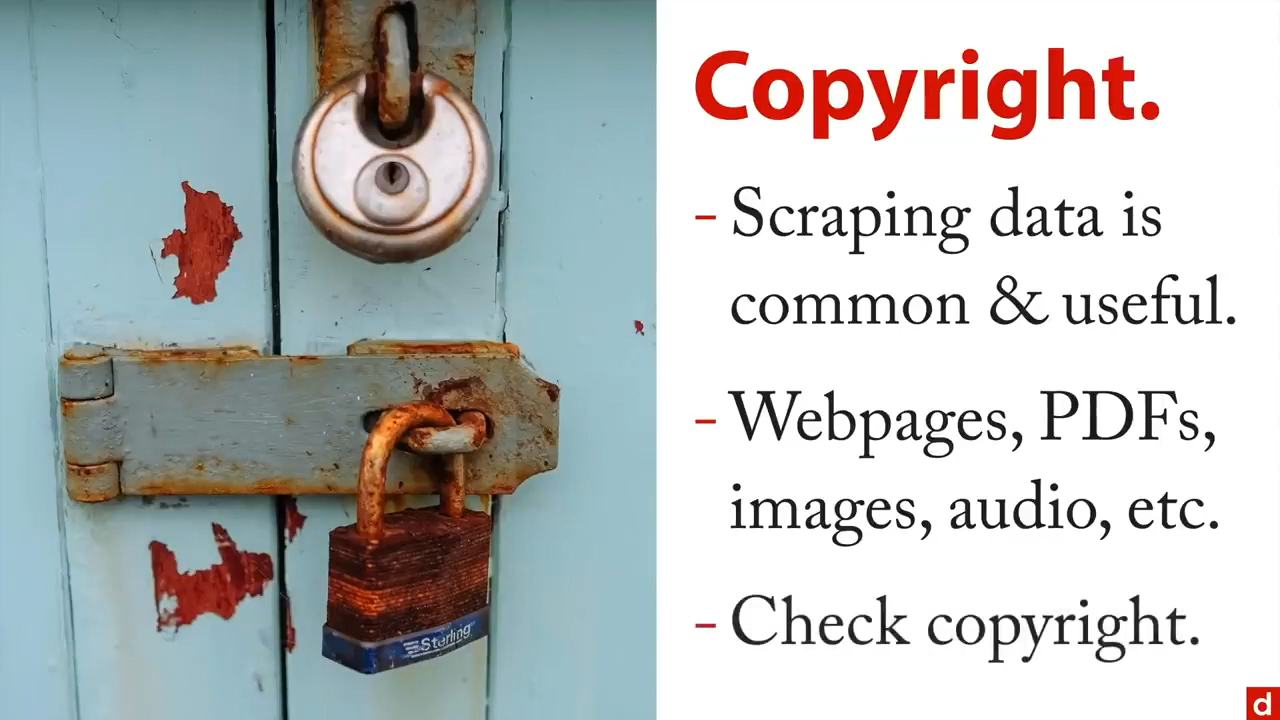 Copyright.
- Scraping data is
common & useful.
- Webpages, PDFs,
images, audio, etc.
- Check copyright.
Sterling
d